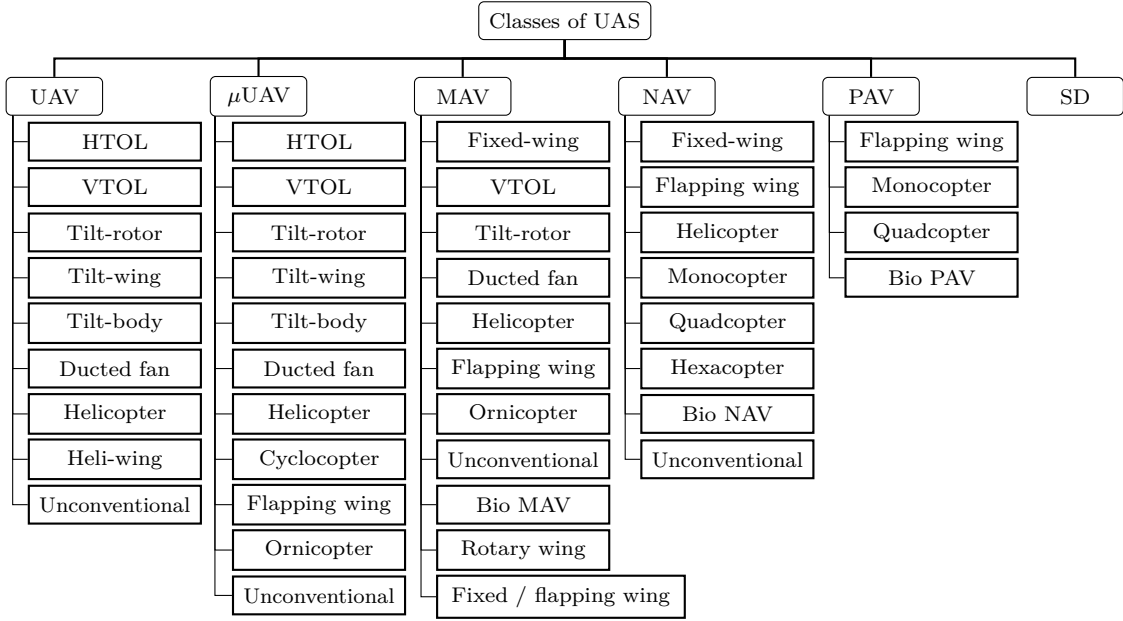 Classes of UAS
UAV
HTOL
VTOL
Tilt-rotor
Tilt-wing
Tilt-body
Ducted fan
Helicopter
Heli-wing
Unconventional
μUAV
HTOL
VTOL
Tilt-rotor
Tilt-wing
Tilt-body
Ducted fan
Helicopter
Cyclocopter
Flapping wing
Ornicopter
Unconventional
MAV
Fixed-wing
VTOL
Tilt-rotor
Ducted fan
Helicopter
Flapping wing
Ornicopter
Unconventional
Bio MAV
Rotary wing
Fixed / flapping wing
NAV
Fixed-wing
Flapping wing
Helicopter
Monocopter
Quadcopter
Hexacopter
Bio NAV
Unconventional
PAV
Flapping wing
Monocopter
Quadcopter
Bio PAV
SD